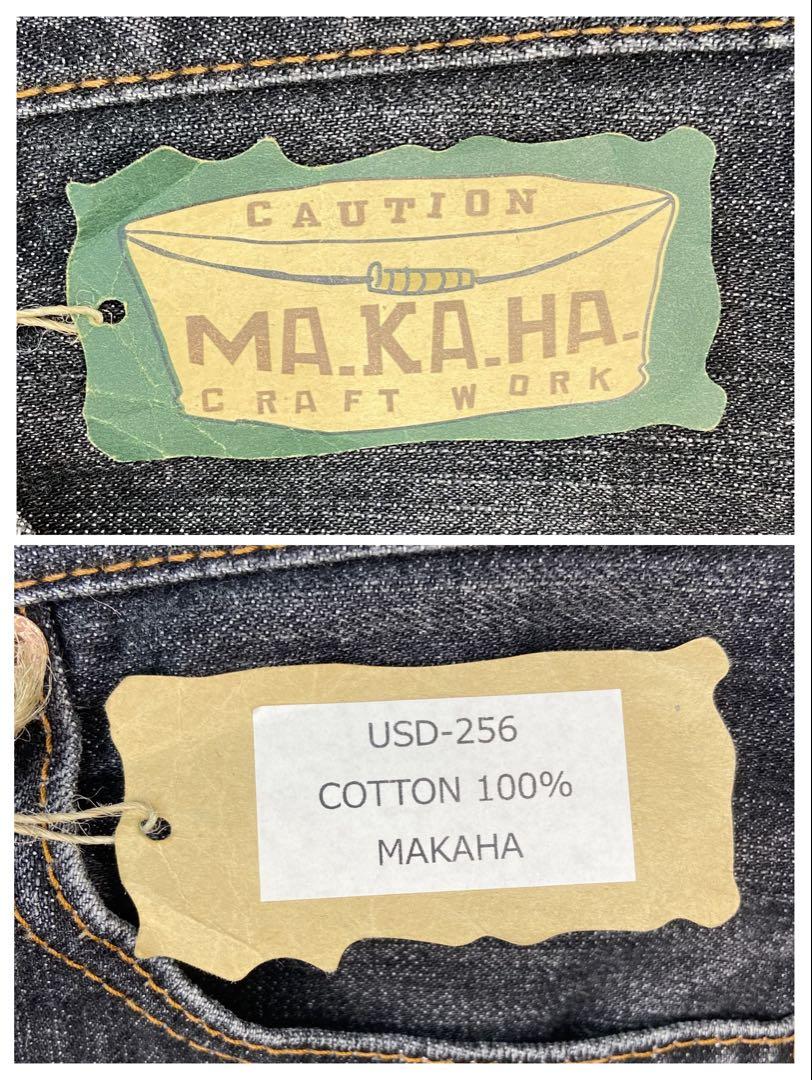 CAUTION
MA.KA.HA.
CRAFT WORK
USD-256
COTTON 100%
MAKAHA